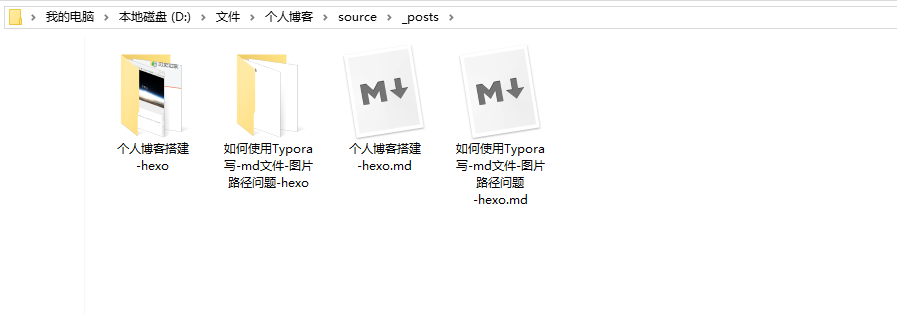 我的电脑 > 本地磁盘 (D:) > 文件 > 个人博客 > source > _posts >
个人博客搭建
-hexo
如何使用Typora
写-md文件-图片
路径问题-hexo
个人博客搭建
-hexo.md
如何使用Typora
写-md文件-图片
路径问题
-hexo.md